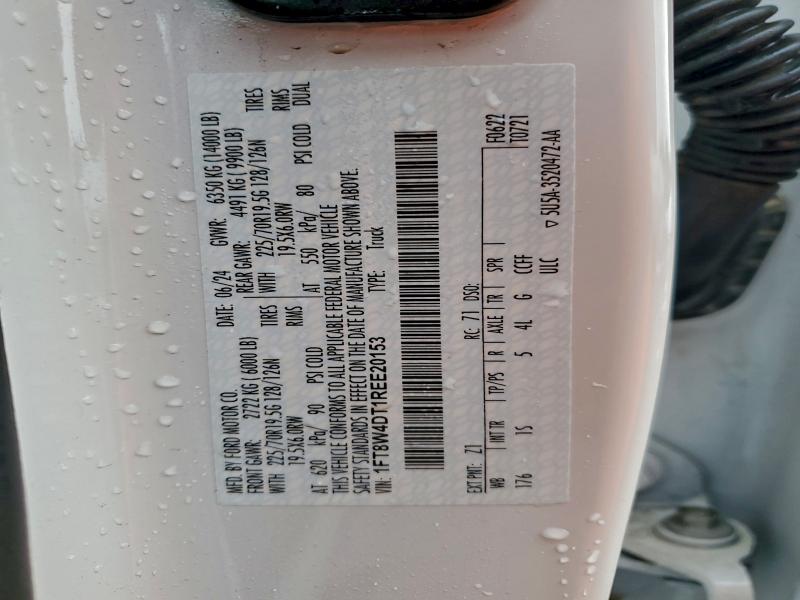 MFD. BY FORD MOTOR CO. DATE: 06/24 GVWR: 6350 KG (14000 LB)
FRONT GAWR: 2722 KG (6000 LB) REAR GAWR: 4491 KG (9900 LB)
WITH 225/70R19.5G 128/126N TIRES WITH 225/70R19.5G 128/126N TIRES
19.5X6.0RW RIMS 19.5X6.0RW RIMS
AT 620 kPa/ 90 PSI COLD AT 550 kPa/ 80 PSI COLD DUAL
THIS VEHICLE CONFORMS TO ALL APPLICABLE FEDERAL MOTOR VEHICLE
SAFETY STANDARDS IN EFFECT ON THE DATE OF MANUFACTURE SHOWN ABOVE.
VIN: 1FT8W4DT1REE20153 TYPE: Truck
EXT PNT: Z1 RC: 71 DSO: F0622
WB INT TR TP/PS R AXLE TR SPR T0721
176 1S 5 4L G CCFF
ULC ▽ 5U5A-3520472-AA